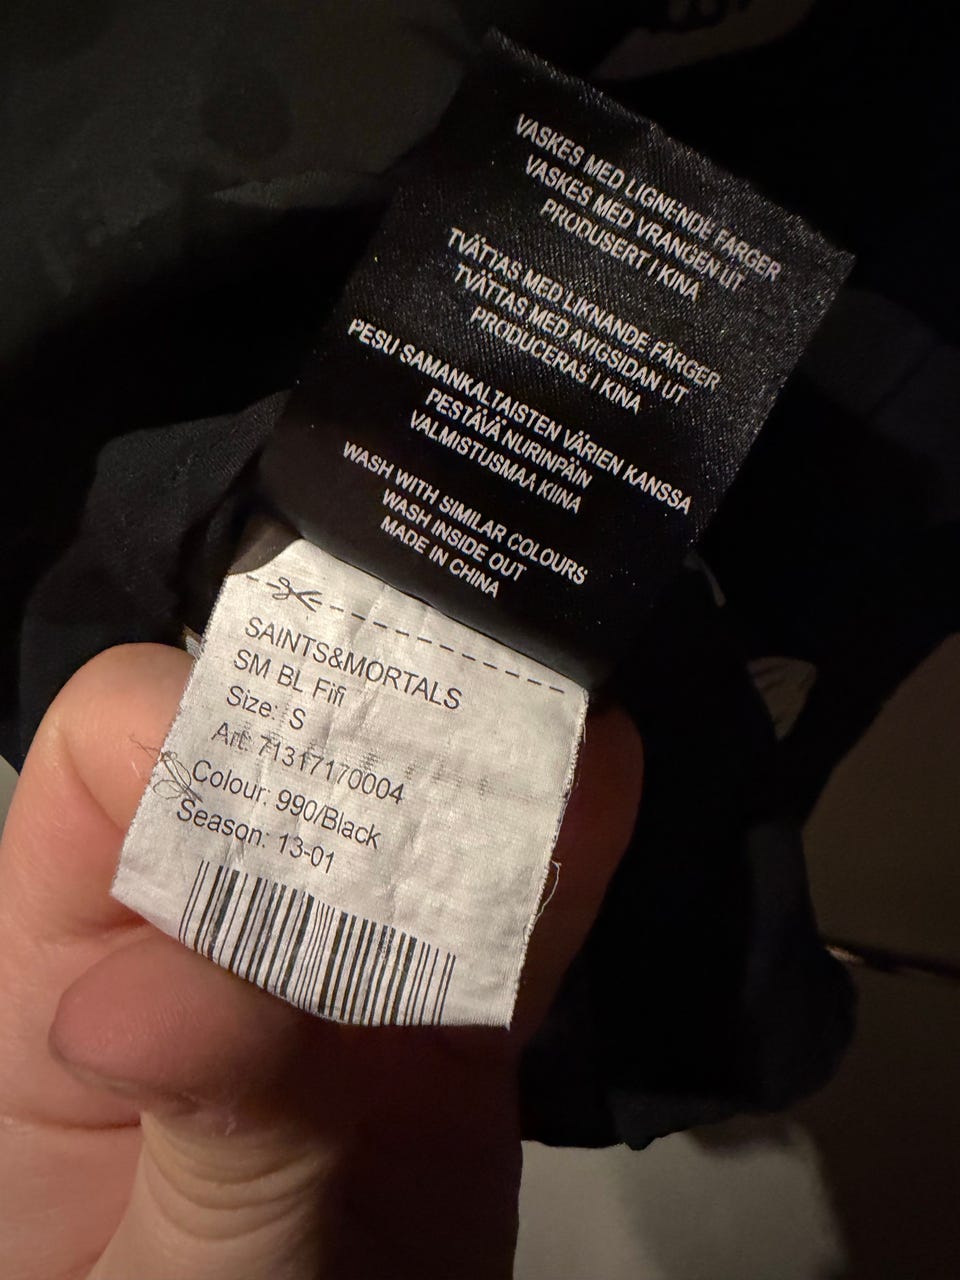 VASKES MED LIGNENDE FARGER
VASKES MED VRANGEN UT
PRODUSERT I KINA
TVÄTTAS MED LIKNANDE FÄRGER
TVÄTTAS MED AVIGSIDAN UT
PRODUCERAS I KINA
PESU SAMANKALTAISTEN VÄRIEN KANSSA
PESTÄVÄ NURINPÄIN
VALMISTUSMAA KIINA
WASH WITH SIMILAR COLOURS
WASH INSIDE OUT
MADE IN CHINA
SAINTS&MORTALS
SM BL Fifi
Size: S
Art: 71317170004
Colour: 990/Black
Season: 13-01